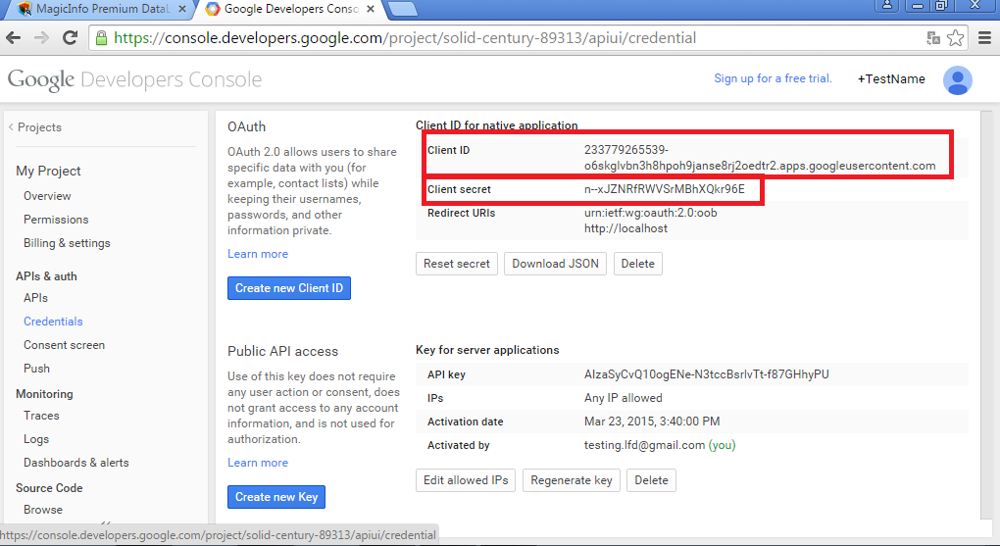 MagicInfo Premium DataL
Google Developers Conso
https://console.developers.google.com/project/solid-century-89313/apiui/credential
Google Developers Console
Sign up for a free trial.
+TestName
< Projects
My Project
Overview
Permissions
Billing & settings
APIs & auth
APIs
Credentials
Consent screen
Push
Monitoring
Traces
Logs
Dashboards & alerts
Source Code
Browse
OAuth
OAuth 2.0 allows users to share
specific data with you (for
example, contact lists) while
keeping their usernames,
passwords, and other
information private.
Learn more
Create new Client ID
Client ID for native application
Client ID 233779265539-
o6skglvbn3h8hpoh9janse8rj2oedtr2.apps.googleusercontent.com
Client secret n--xJZNRfRWVSrMBhXQkr96E
Redirect URIs urn:ietf:wg:oauth:2.0:oob
http://localhost
Reset secret Download JSON Delete
Public API access
Use of this key does not require
any user action or consent, does
not grant access to any account
information, and is not used for
authorization.
Learn more
Create new Key
Key for server applications
API key AIzaSyCvQ10ogENe-N3tccBsrlvTt-f87GHhyPU
IPs Any IP allowed
Activation date Mar 23, 2015, 3:40:00 PM
Activated by testing.lfd@gmail.com (you)
Edit allowed IPs Regenerate key Delete
https://console.developers.google.com/project/solid-century-89313/apiui/credential